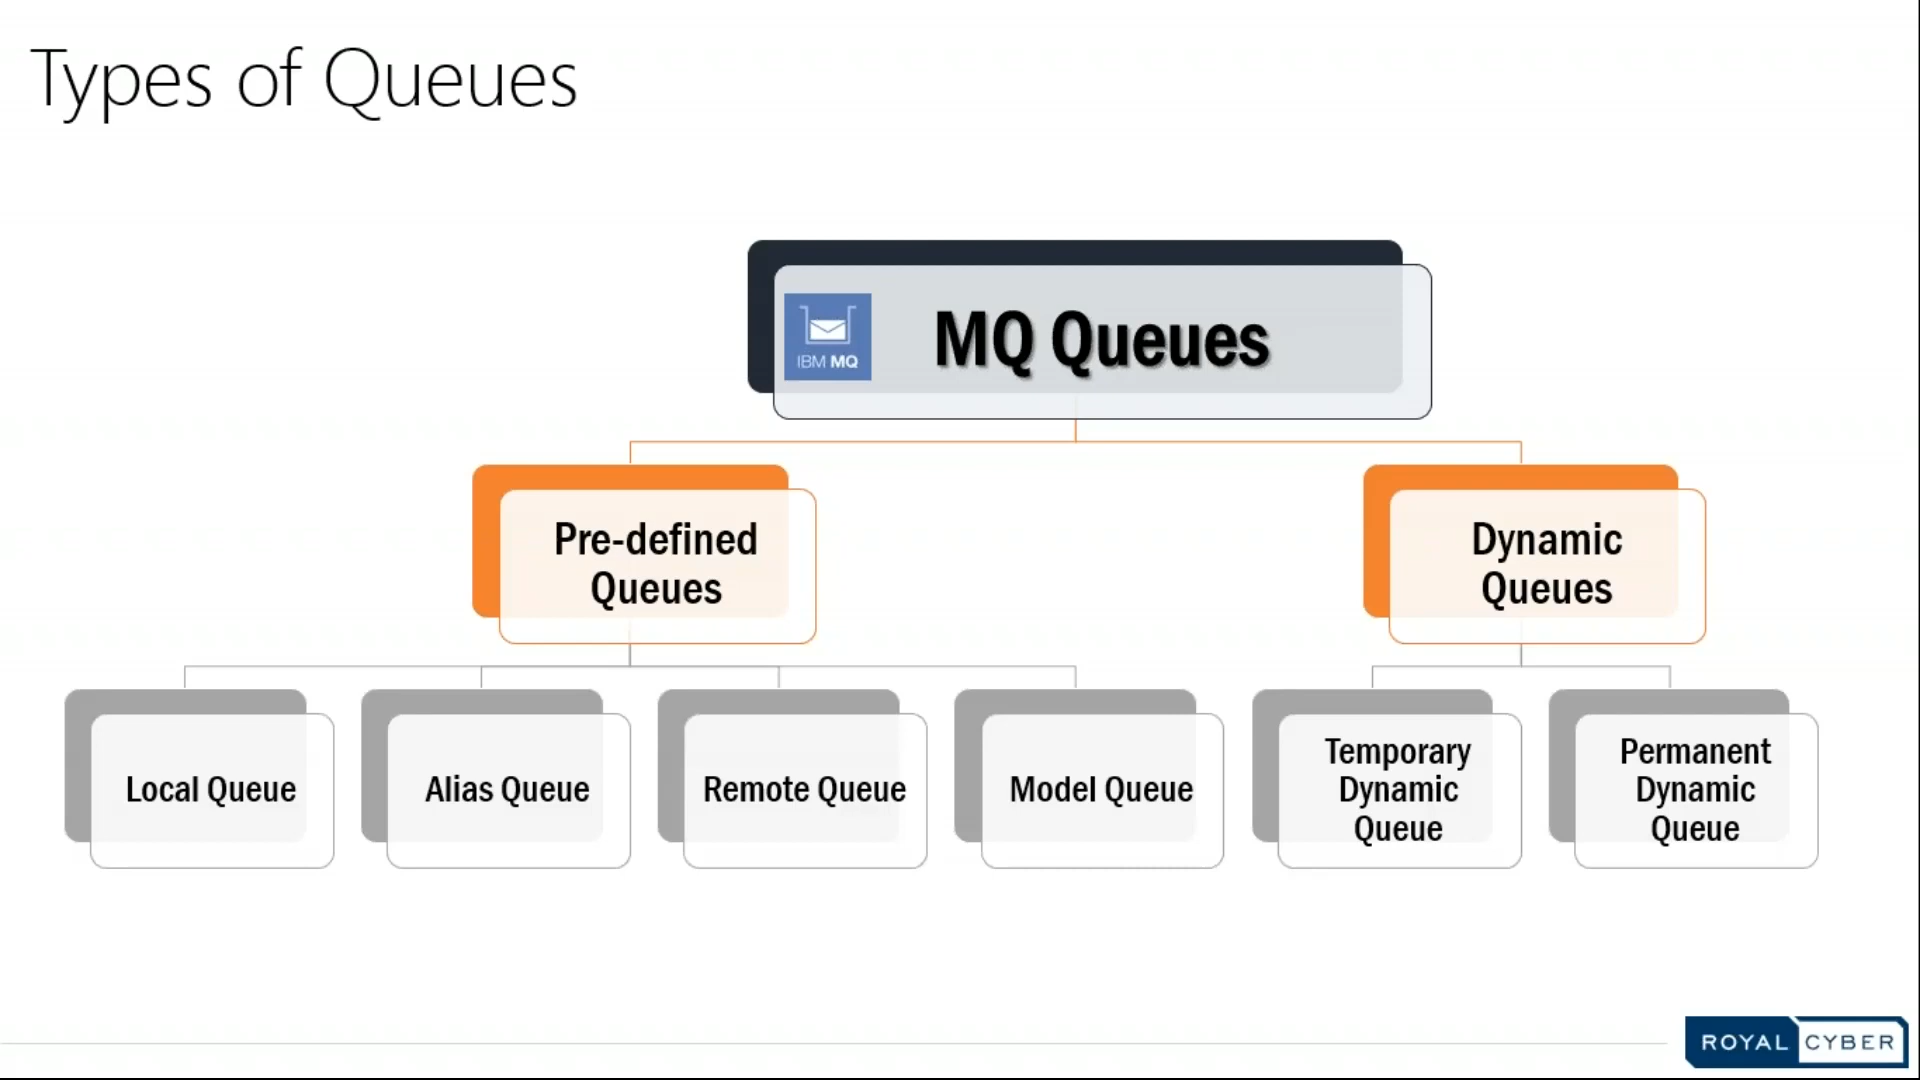 Types of Queues
IBM MQ
MQ Queues
Pre-defined
Queues
Dynamic
Queues
Local Queue
Alias Queue
Remote Queue
Model Queue
Temporary
Dynamic
Queue
Permanent
Dynamic
Queue
ROYAL CYBER